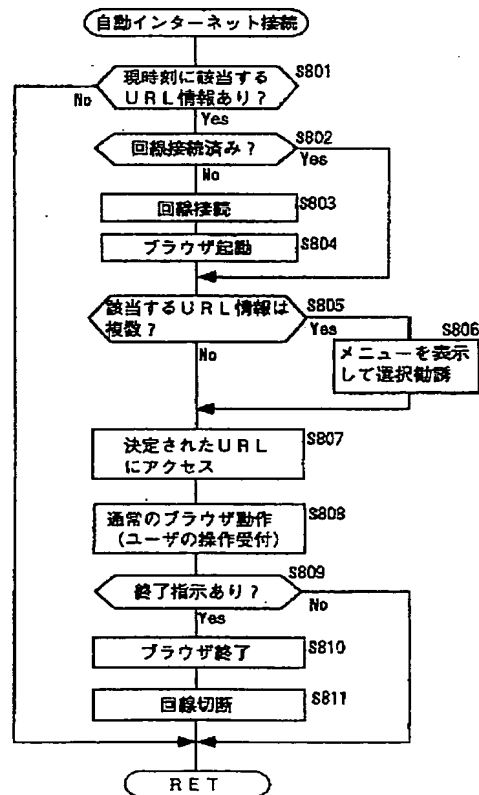 自動インターネット接続
現時刻に該当する
URL情報あり?
S801
No
Yes
回線接続済み?
S802
Yes
No
回線接続
S803
ブラウザ起動
S804
該当するURL情報は
複数?
S805
Yes
No
S806
メニューを表示
して選択勧誘
決定されたURL
にアクセス
S807
通常のブラウザ動作
(ユーザの操作受付)
S808
終了指示あり?
S809
No
Yes
ブラウザ終了
S810
回線切断
S811
RET